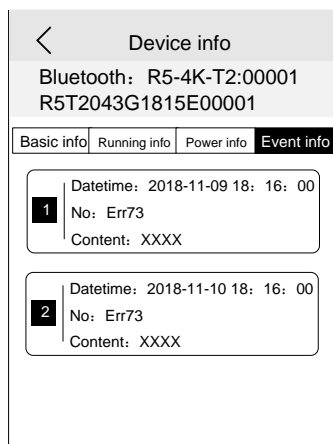 Device info
Bluetooth：R5-4K-T2:00001
R5T2043G1815E00001
Basic info Running info Power info Event info
1
Datetime：2018-11-09 18：16：00
No：Err73
Content：XXXX
2
Datetime：2018-11-10 18：16：00
No：Err73
Content：XXXX